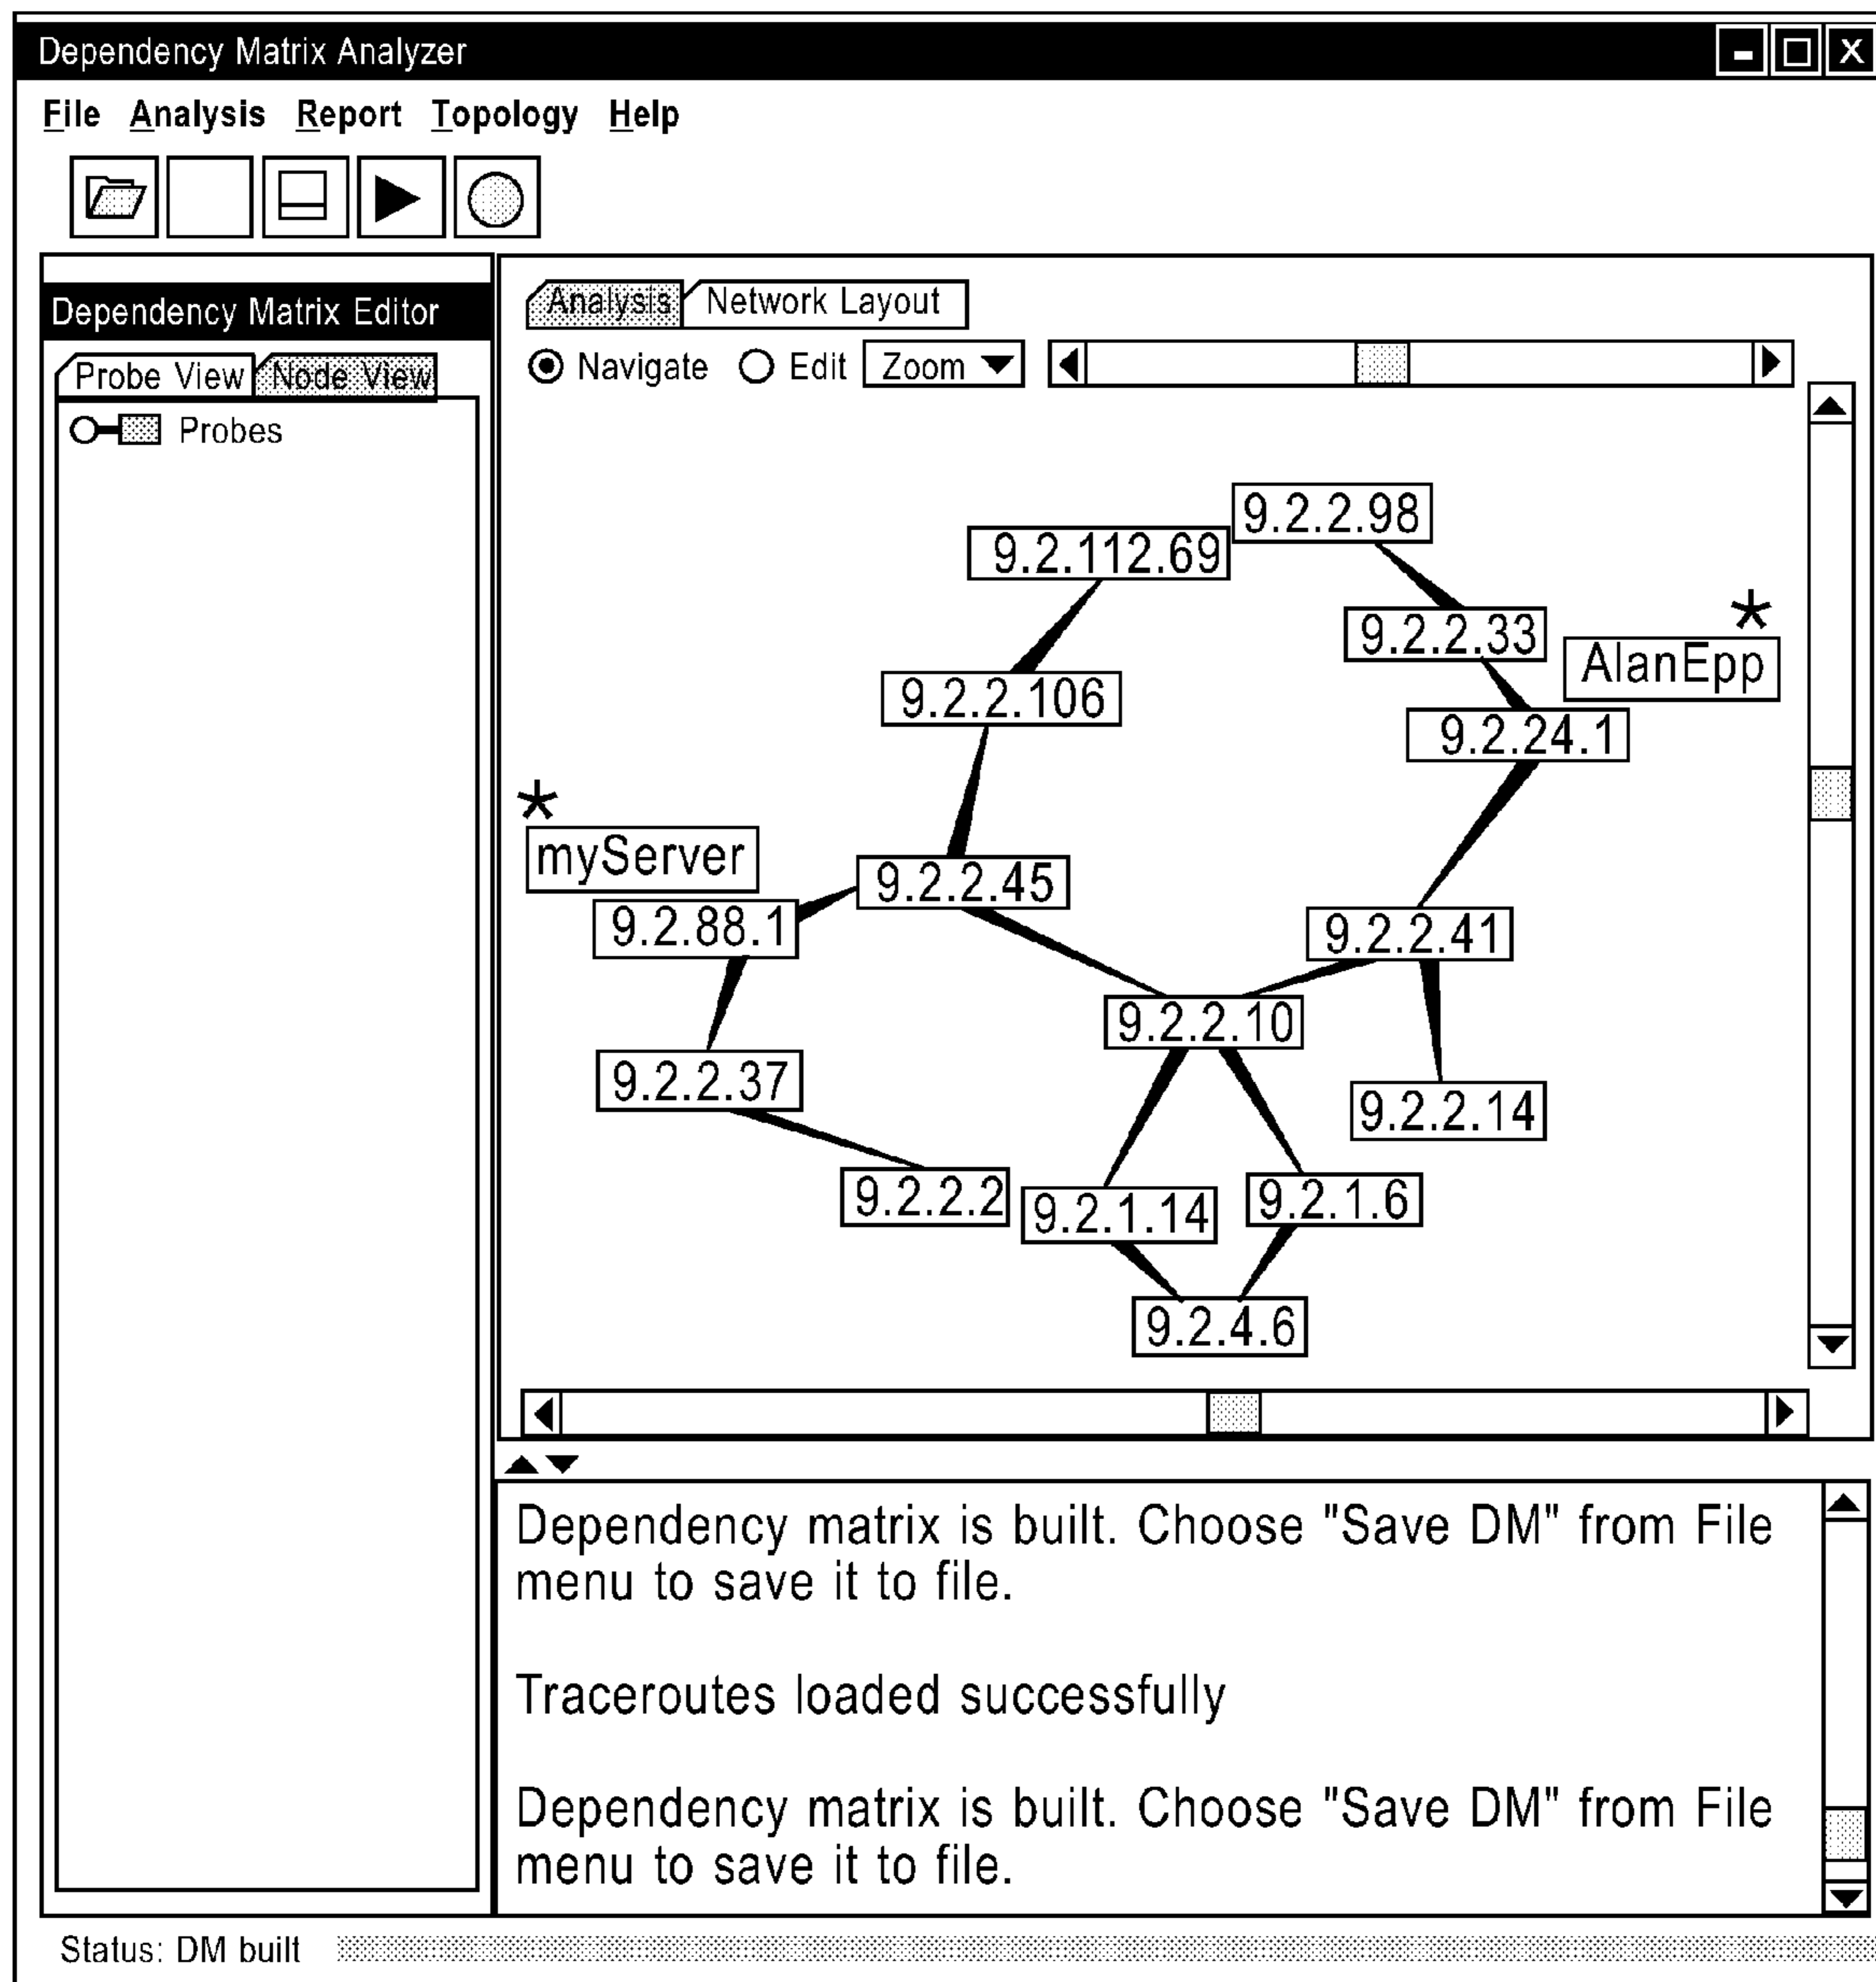 Dependency Matrix Analyzer
X
File Analysis Report Topology Help
Dependency Matrix Editor
Probe View Node View
Probes
Analysis Network Layout
Navigate Edit Zoom
9.2.2.98
9.2.112.69
9.2.2.33
*
AlanEpp
9.2.2.106
9.2.24.1
*
myServer
9.2.2.45
9.2.88.1
9.2.2.41
9.2.2.10
9.2.2.37
9.2.2.14
9.2.2.2
9.2.1.14
9.2.1.6
9.2.4.6
Dependency matrix is built. Choose "Save DM" from File
menu to save it to file.
Traceroutes loaded successfully
Dependency matrix is built. Choose "Save DM" from File
menu to save it to file.
Status: DM built